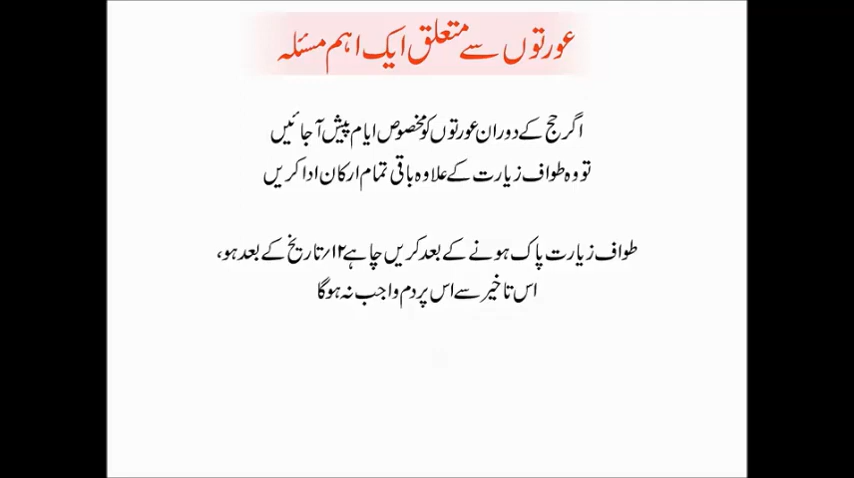 عورتوں سے متعلق ایک اہم مسئلہ
اگر حج کے دوران عورتوں کو مخصوص ایام پیش آجائیں
تو وہ طواف زیارت کے علاوہ باقی تمام ارکان ادا کریں
طواف زیارت پاک ہونے کے بعد کریں چاہے ۱۲/تاریخ کے بعد ہو،
اس تاخیر سے اس پر دم واجب نہ ہوگا